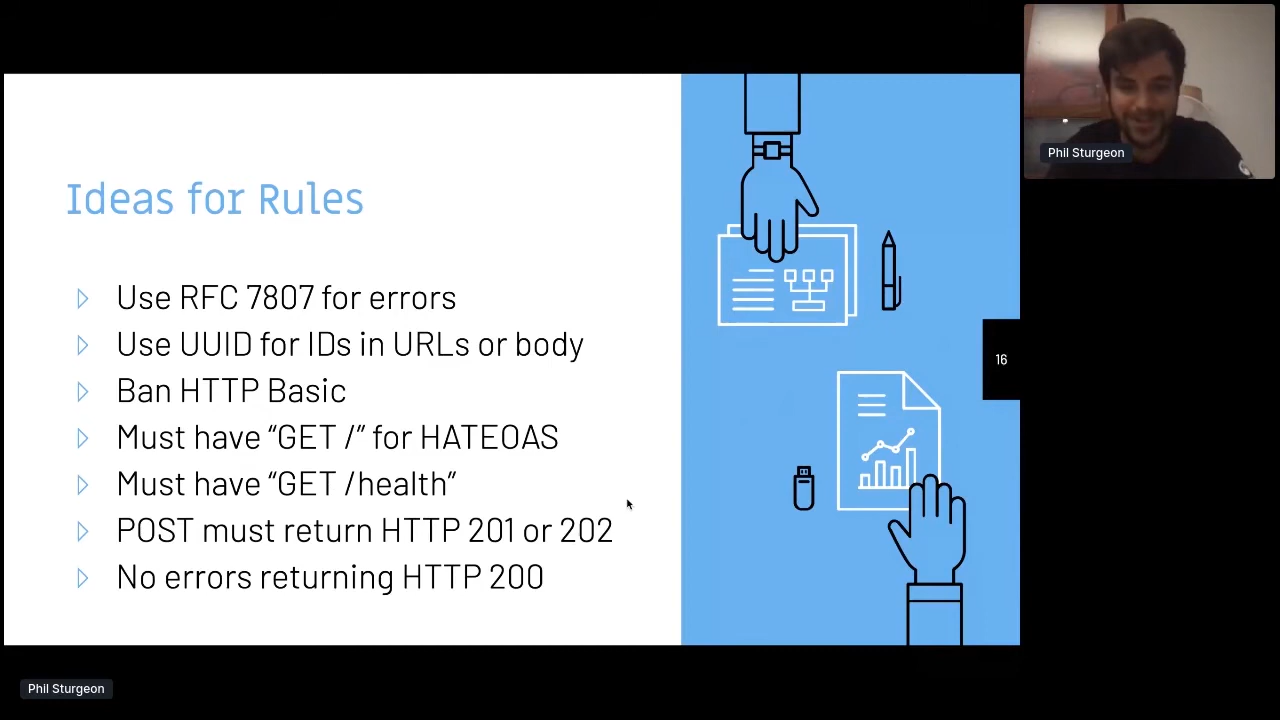 Ideas for Rules
Use RFC 7807 for errors
Use UUID for IDs in URLs or body
Ban HTTP Basic
Must have “GET /” for HATEOAS
Must have “GET /health”
POST must return HTTP 201 or 202
No errors returning HTTP 200
16
Phil Sturgeon
Phil Sturgeon